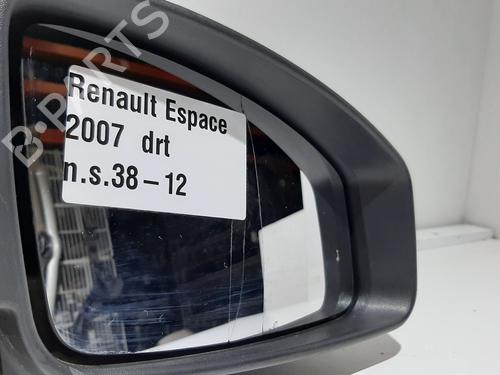 B-PARTS
Renault Espace
2007 drt
n.s.38-12